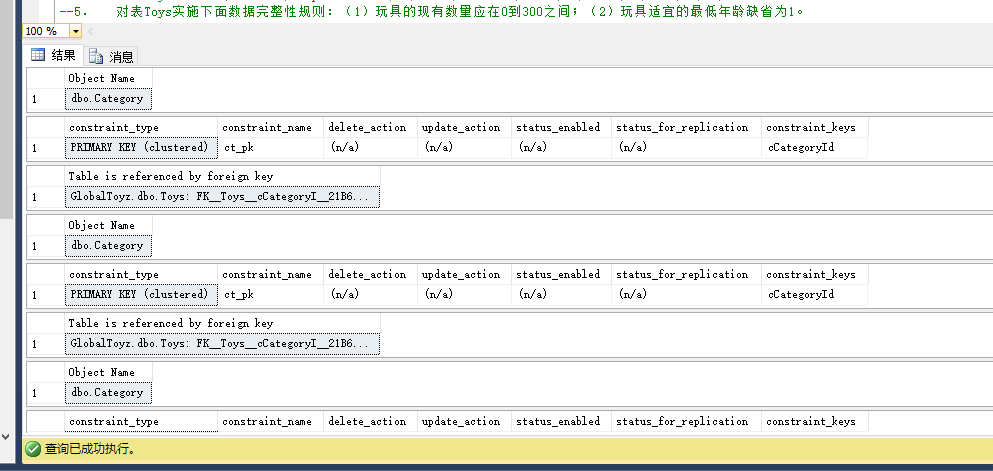 --5. 对表Toys实施下面数据完整性规则:（1）玩具的现有数量应在0到300之间；（2）玩具适宜的最低年龄缺省为1。
100 %
结果 消息
Object Name
1 dbo.Category
constraint_type constraint_name delete_action update_action status_enabled status_for_replication constraint_keys
1 PRIMARY KEY (clustered) ct_pk (n/a) (n/a) (n/a) (n/a) cCategoryId
Table is referenced by foreign key
1 GlobalToyz.dbo.Toys: FK__Toys__cCategoryI__21B6...
Object Name
1 dbo.Category
constraint_type constraint_name delete_action update_action status_enabled status_for_replication constraint_keys
1 PRIMARY KEY (clustered) ct_pk (n/a) (n/a) (n/a) (n/a) cCategoryId
Table is referenced by foreign key
1 GlobalToyz.dbo.Toys: FK__Toys__cCategoryI__21B6...
Object Name
1 dbo.Category
constraint_type constraint_name delete_action update_action status_enabled status_for_replication constraint_keys
查询已成功执行。